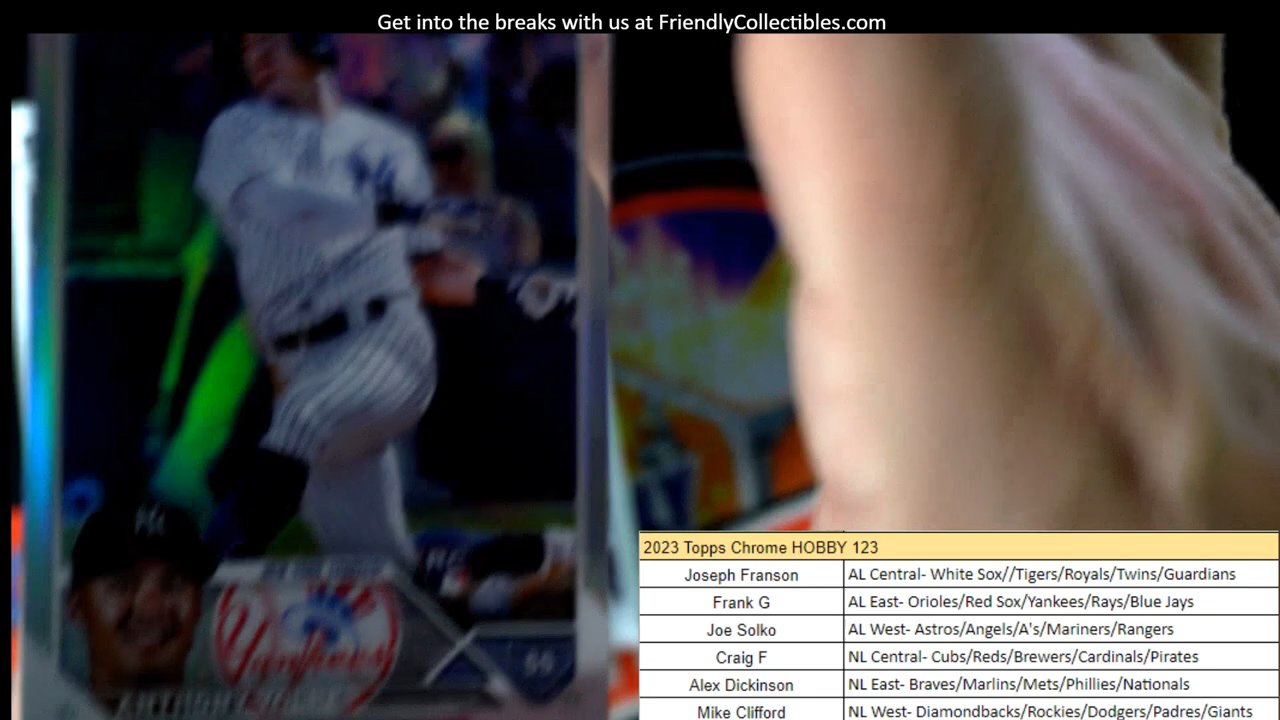 Get into the breaks with us at FriendlyCollectibles.com
Yankees
RC
ANTHONY
2023 Topps Chrome HOBBY 123
Joseph Franson AL Central- White Sox//Tigers/Royals/Twins/Guardians
Frank G AL East- Orioles/Red Sox/Yankees/Rays/Blue Jays
Joe Solko AL West- Astros/Angels/A's/Mariners/Rangers
Craig F NL Central- Cubs/Reds/Brewers/Cardinals/Pirates
Alex Dickinson NL East- Braves/Marlins/Mets/Phillies/Nationals
Mike Clifford NL West- Diamondbacks/Rockies/Dodgers/Padres/Giants